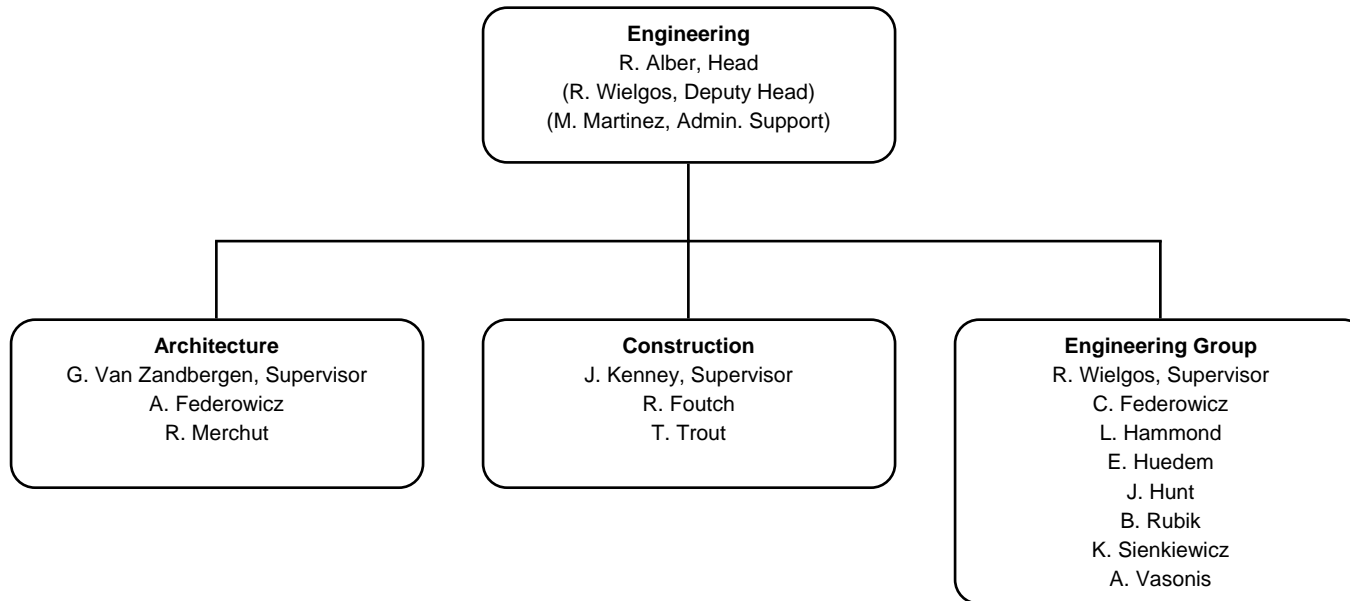 Engineering
R. Alber, Head
(R. Wielgos, Deputy Head)
(M. Martinez, Admin. Support)
Architecture
G. Van Zandbergen, Supervisor
A. Federowicz
R. Merchut
Construction
J. Kenney, Supervisor
R. Foutch
T. Trout
Engineering Group
R. Wielgos, Supervisor
C. Federowicz
L. Hammond
E. Huedem
J. Hunt
B. Rubik
K. Sienkiewicz
A. Vasonis